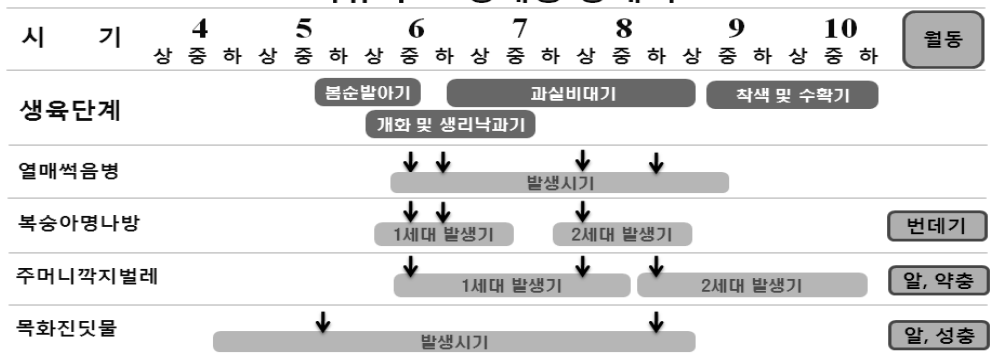 시 기 4 5 6 7 8 9 10 월동
상 중 하 상 중 하 상 중 하 상 중 하 상 중 하 상 중 하 상 중 하
생육단계 봄순발아기 과실비대기 착색 및 수확기
개화 및 생리낙과기
열매썩음병 발생시기
복숭아명나방 1세대 발생기 2세대 발생기 번데기
주머니깍지벌레 1세대 발생기 2세대 발생기 알, 약충
목화진딧물 발생시기 알, 성충